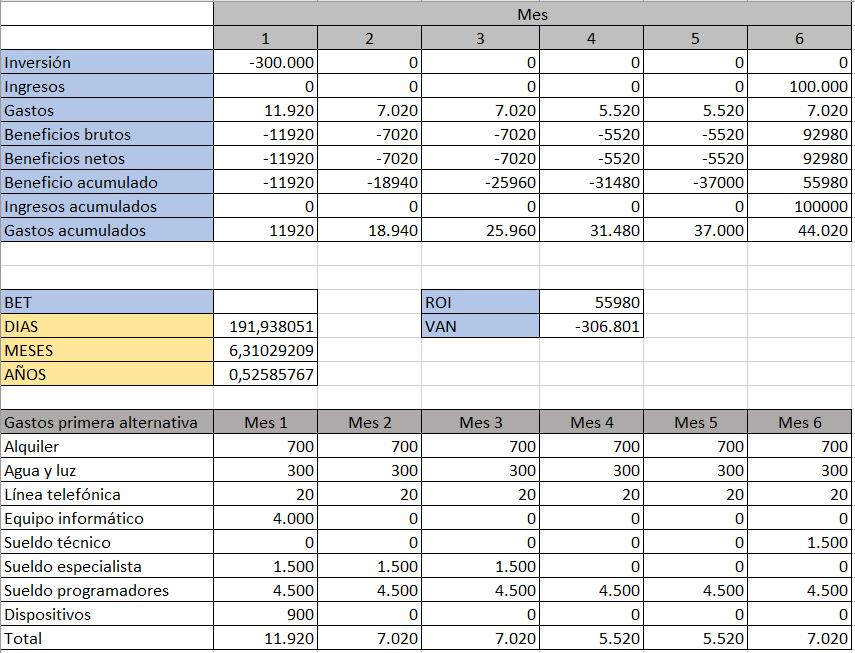 Mes
1 2 3 4 5 6
Inversión -300.000 0 0 0 0 0
Ingresos 0 0 0 0 0 100.000
Gastos 11.920 7.020 7.020 5.520 5.520 7.020
Beneficios brutos -11920 -7020 -7020 -5520 -5520 92980
Beneficios netos -11920 -7020 -7020 -5520 -5520 92980
Beneficio acumulado -11920 -18940 -25960 -31480 -37000 55980
Ingresos acumulados 0 0 0 0 0 100000
Gastos acumulados 11920 18.940 25.960 31.480 37.000 44.020
BET ROI 55980
DIAS 191,938051 VAN -306.801
MESES 6,31029209
AÑOS 0,52585767
Gastos primera alternativa Mes 1 Mes 2 Mes 3 Mes 4 Mes 5 Mes 6
Alquiler 700 700 700 700 700 700
Agua y luz 300 300 300 300 300 300
Línea telefónica 20 20 20 20 20 20
Equipo informático 4.000 0 0 0 0 0
Sueldo técnico 0 0 0 0 0 1.500
Sueldo especialista 1.500 1.500 1.500 0 0 0
Sueldo programadores 4.500 4.500 4.500 4.500 4.500 4.500
Dispositivos 900 0 0 0 0 0
Total 11.920 7.020 7.020 5.520 5.520 7.020